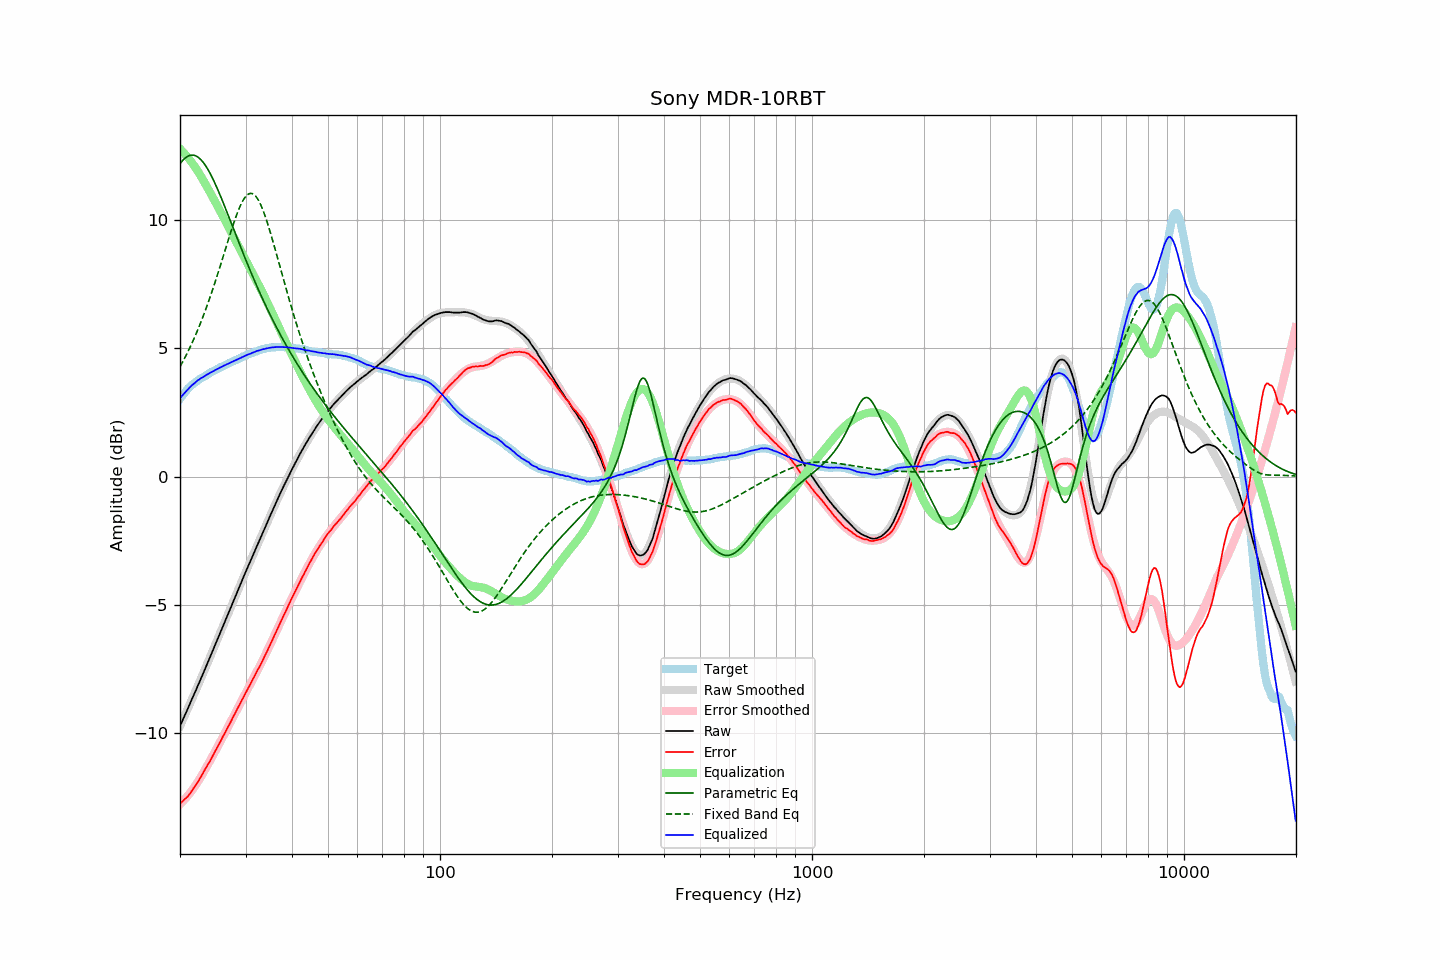 Sony MDR-10RBT
Amplitude (dBr)
10
5
0
−5
−10
100
1000
10000
Frequency (Hz)
Target
Raw Smoothed
Error Smoothed
Raw
Error
Equalization
Parametric Eq
Fixed Band Eq
Equalized